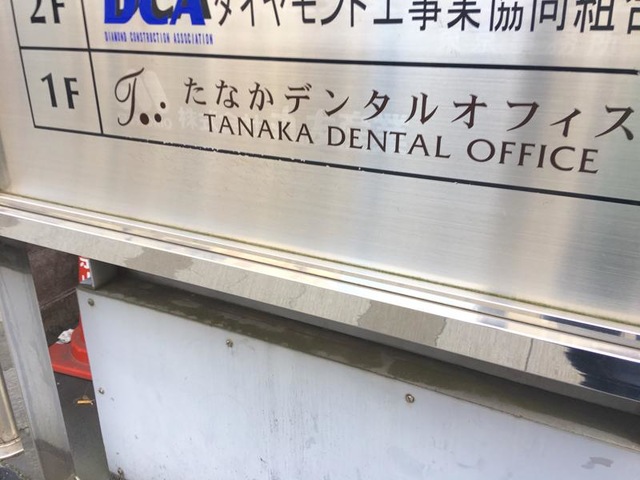 2F
DCA ダイヤモンド工事業協同組合
DIAMOND CONSTRUCTION ASSOCIATION
1F
たなかデンタルオフィス
TANAKA DENTAL OFFICE